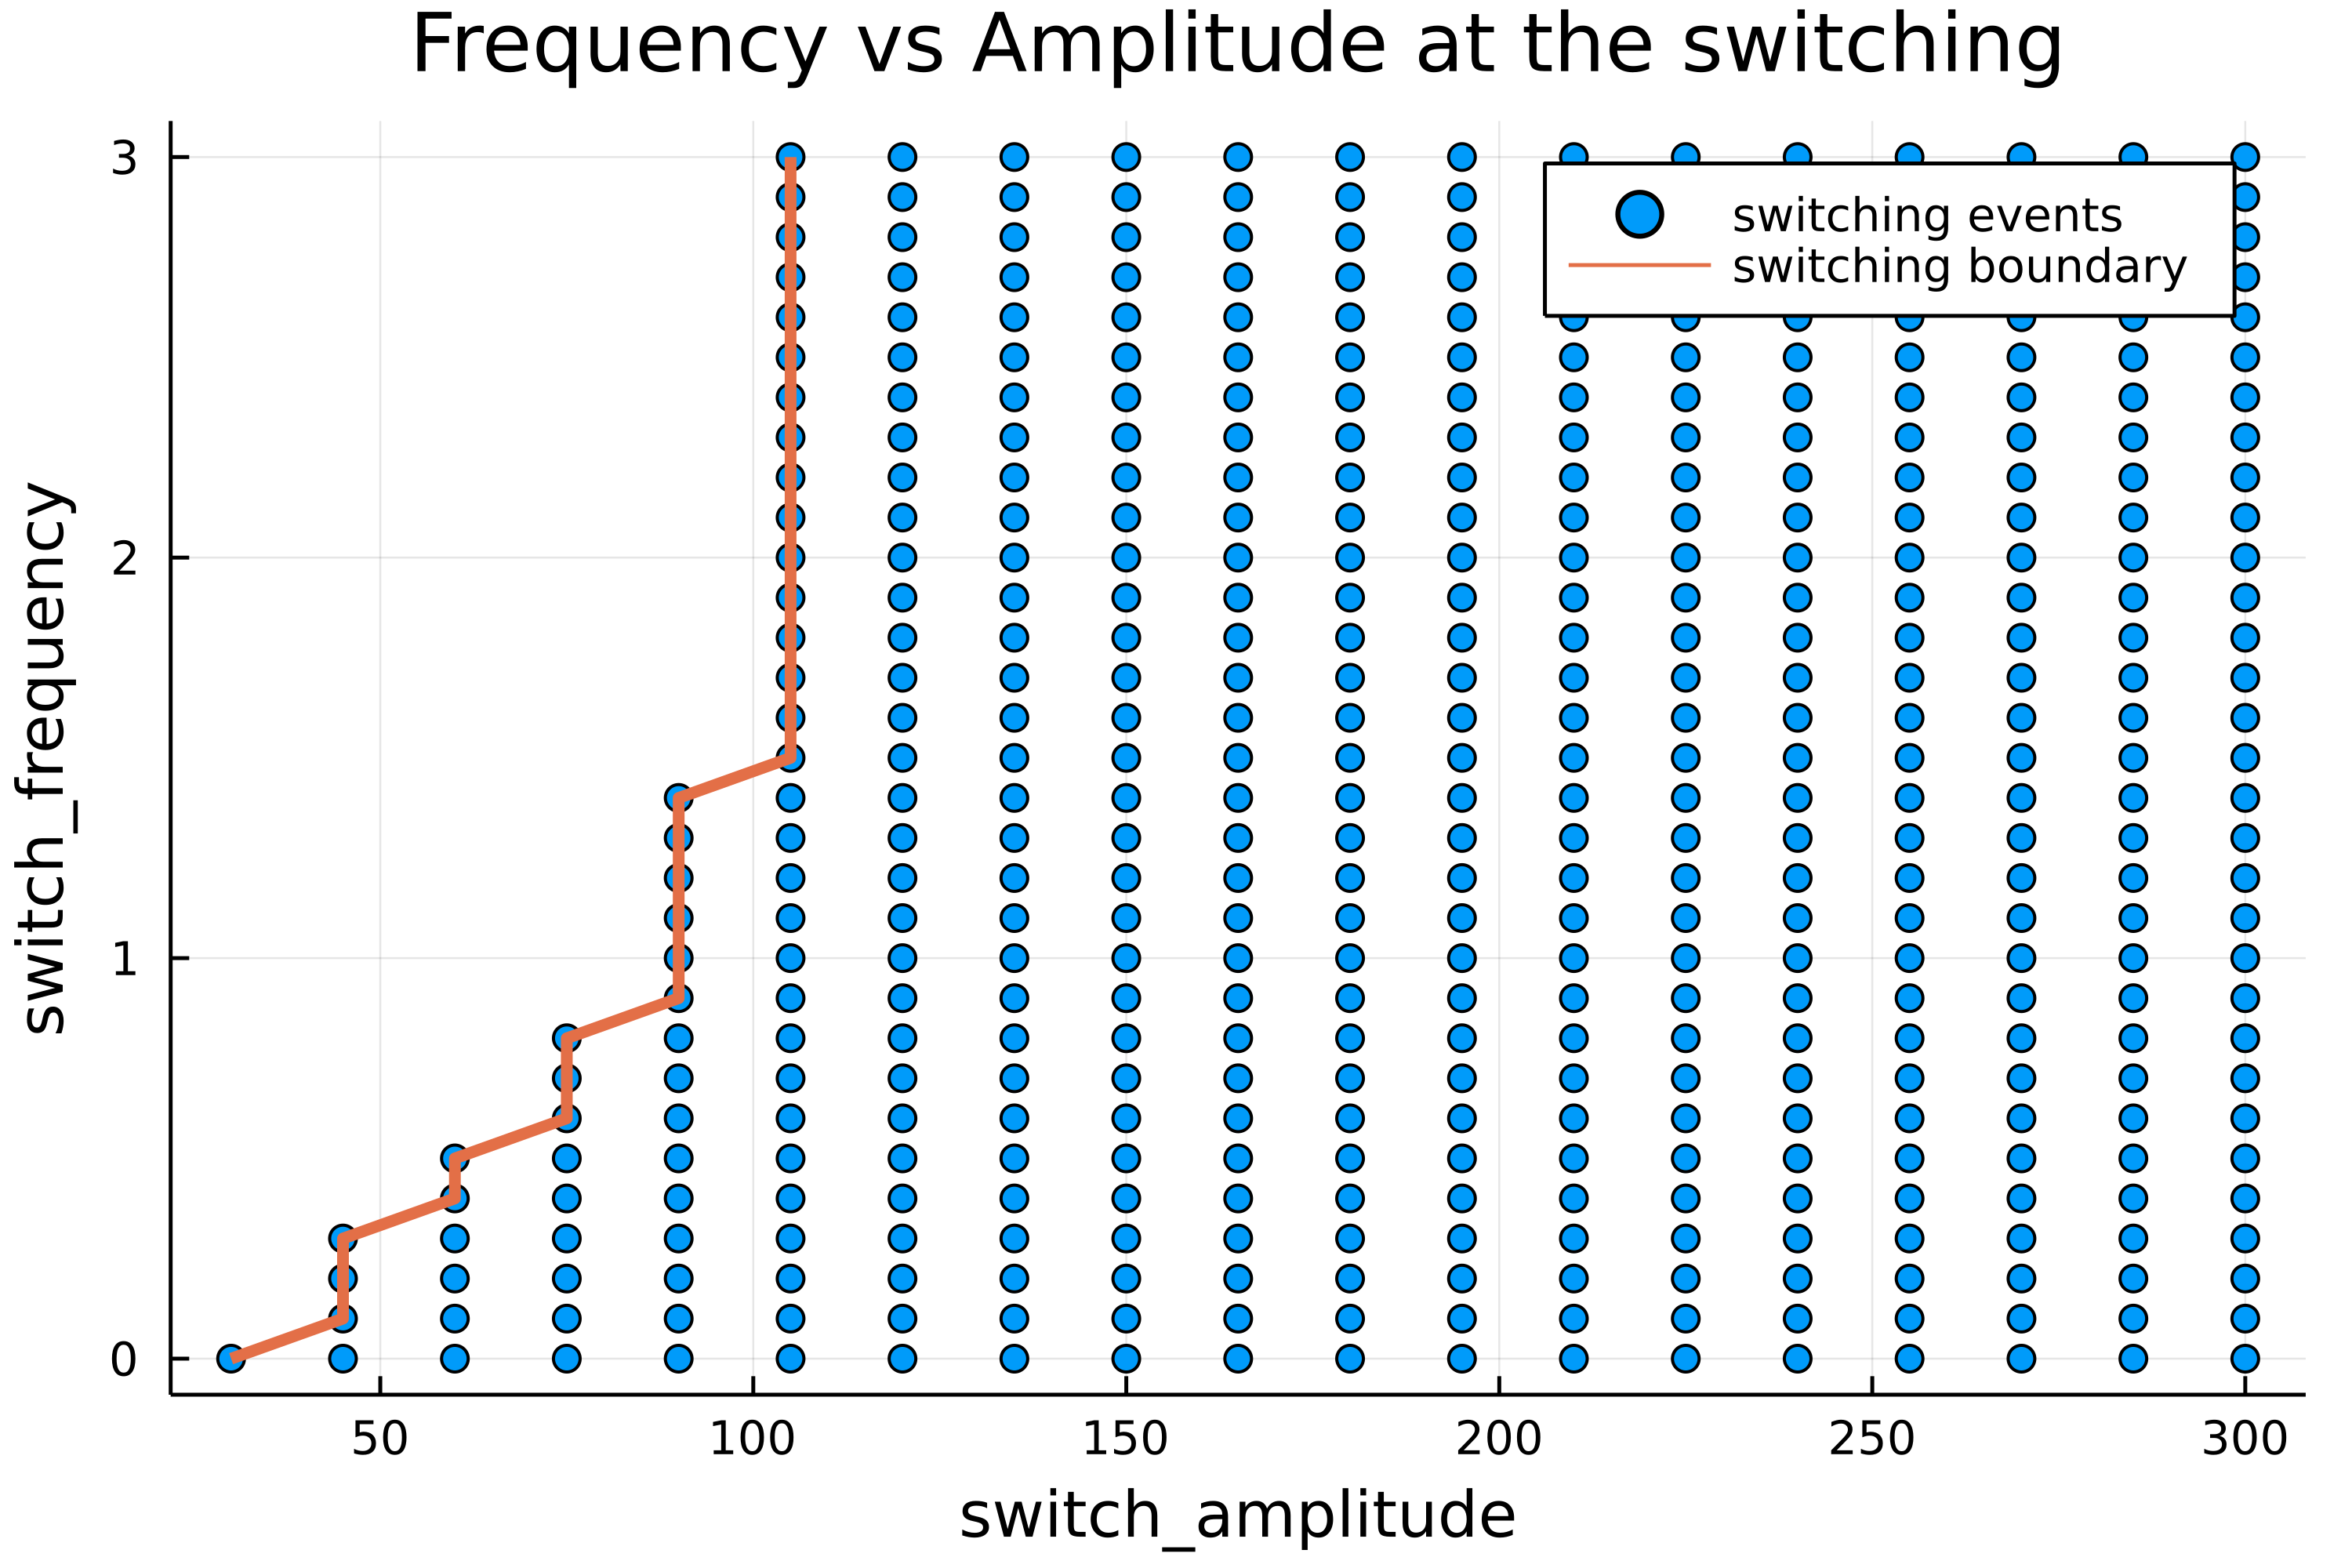 Frequency vs Amplitude at the switching
switching events
switching boundary
switch_frequency
3
2
1
0
50 100 150 200 250 300
switch_amplitude